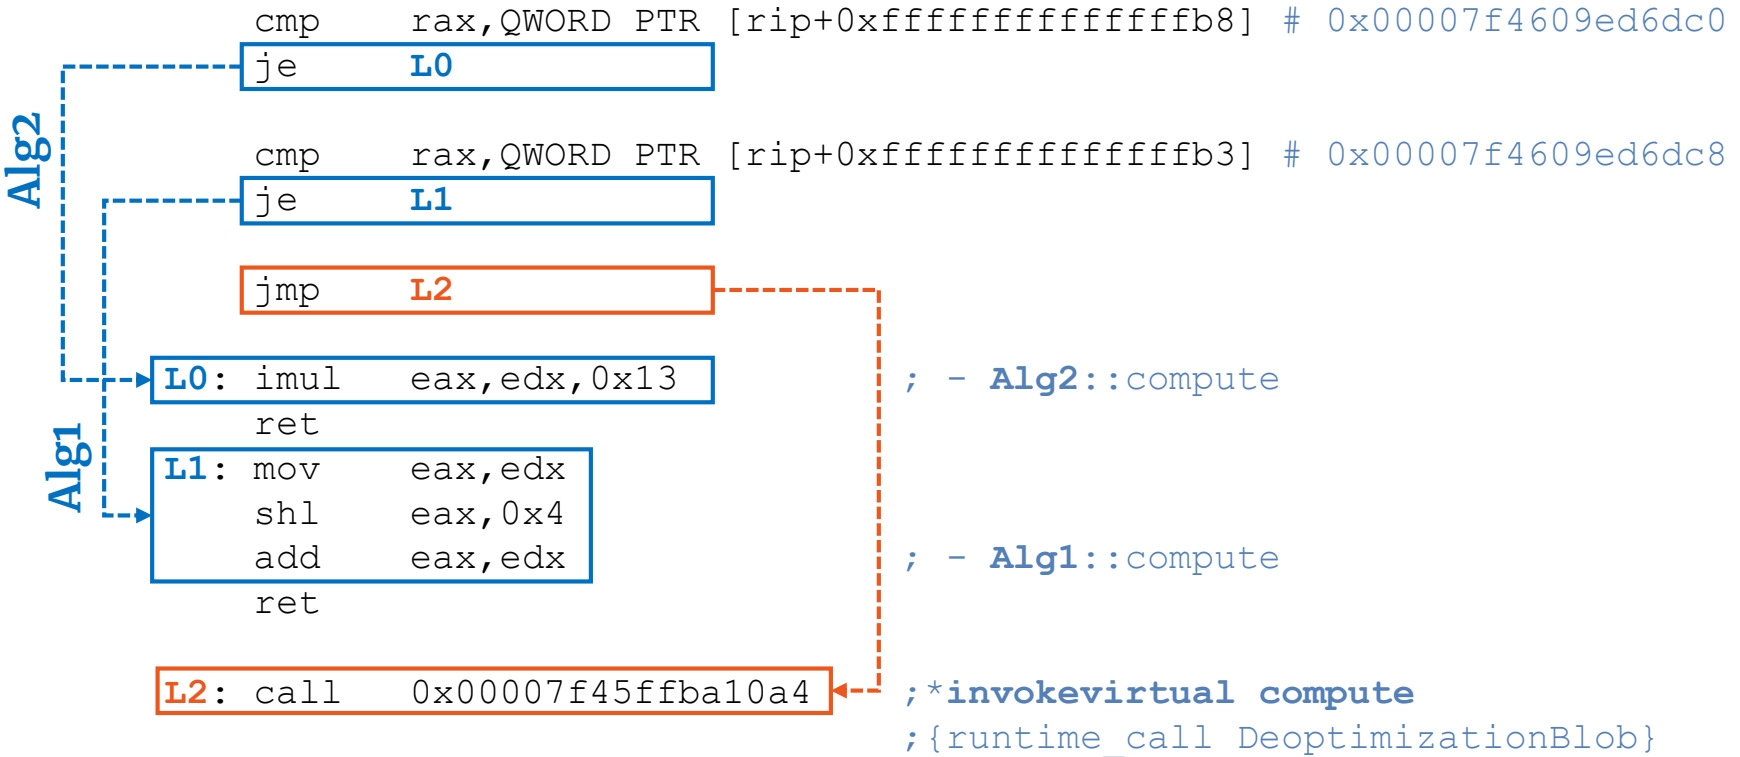 cmp rax,QWORD PTR [rip+0xffffffffffffffb8] # 0x00007f4609ed6dc0
je L0
Alg2
cmp rax,QWORD PTR [rip+0xffffffffffffffb3] # 0x00007f4609ed6dc8
je L1
jmp L2
L0: imul eax,edx,0x13 ; - Alg2::compute
ret
Alg1
L1: mov eax,edx
shl eax,0x4
add eax,edx ; - Alg1::compute
ret
L2: call 0x00007f45ffba10a4 ;*invokevirtual compute
;{runtime_call DeoptimizationBlob}